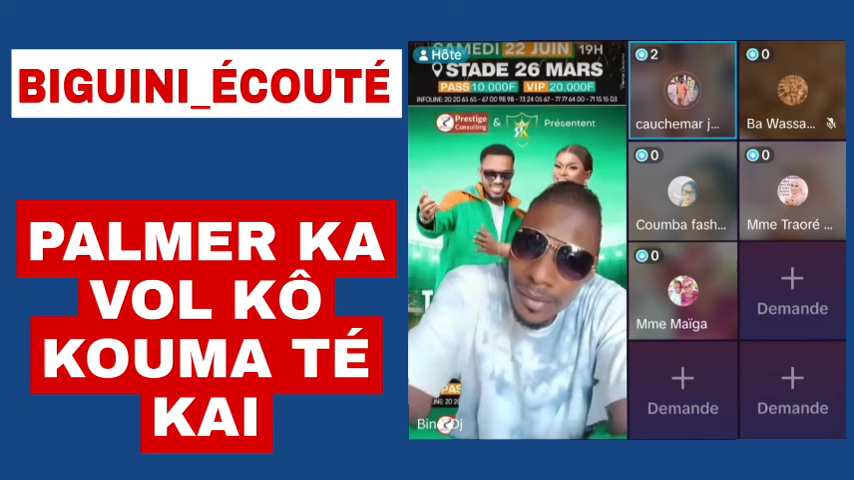 BIGUINI_ÉCOUTÉ
PALMER KA
VOL KÔ
KOUMA TÉ
KAI
Hôte
SAMEDI 22 JUIN 19H
STADE 26 MARS
PASS 10.000F VIP 20.000F
Prestige Consulting & Présentent
Bino Dj
2
cauchemar j...
0
Ba Wassa...
0
Coumba fash...
0
Mme Traoré ...
0
Mme Maïga
Demande
Demande
Demande